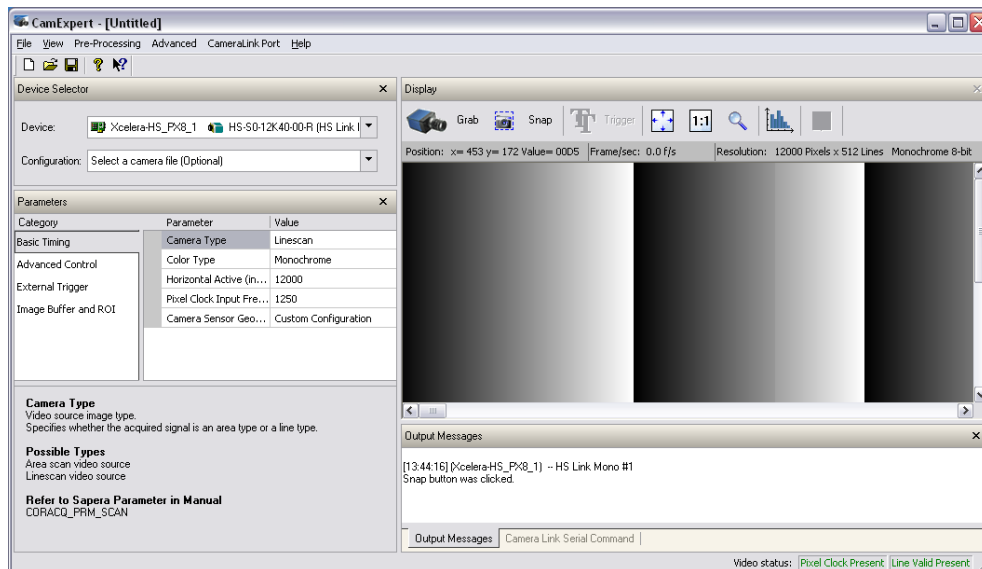 CamExpert - [Untitled]
File View Pre-Processing Advanced CameraLink Port Help
Device Selector
Device: Xcelera-HS_PX8_1 HS-S0-12K40-00-R (HS Link
Configuration: Select a camera file (Optional)
Parameters
Category Parameter Value
Basic Timing
Advanced Control
External Trigger
Image Buffer and ROI
Camera Type Linescan
Color Type Monochrome
Horizontal Active (in... 12000
Pixel Clock Input Fre... 1250
Camera Sensor Geo... Custom Configuration
Camera Type
Video source image type.
Specifies whether the acquired signal is an area type or a line type.
Possible Types
Area scan video source
Linescan video source
Refer to Sapera Parameter in Manual
CORACQ_PRM_SCAN
Display
Grab Snap Trigger 1:1
Position: x= 453 y= 172 Value= 00D5 Frame/sec: 0.0 f/s Resolution: 12000 Pixels x 512 Lines Monochrome 8-bit
Output Messages
[13:44:16] (Xcelera-HS_PX8_1) -- HS Link Mono #1
Snap button was clicked.
Output Messages Camera Link Serial Command
Video status: Pixel Clock Present Line Valid Present